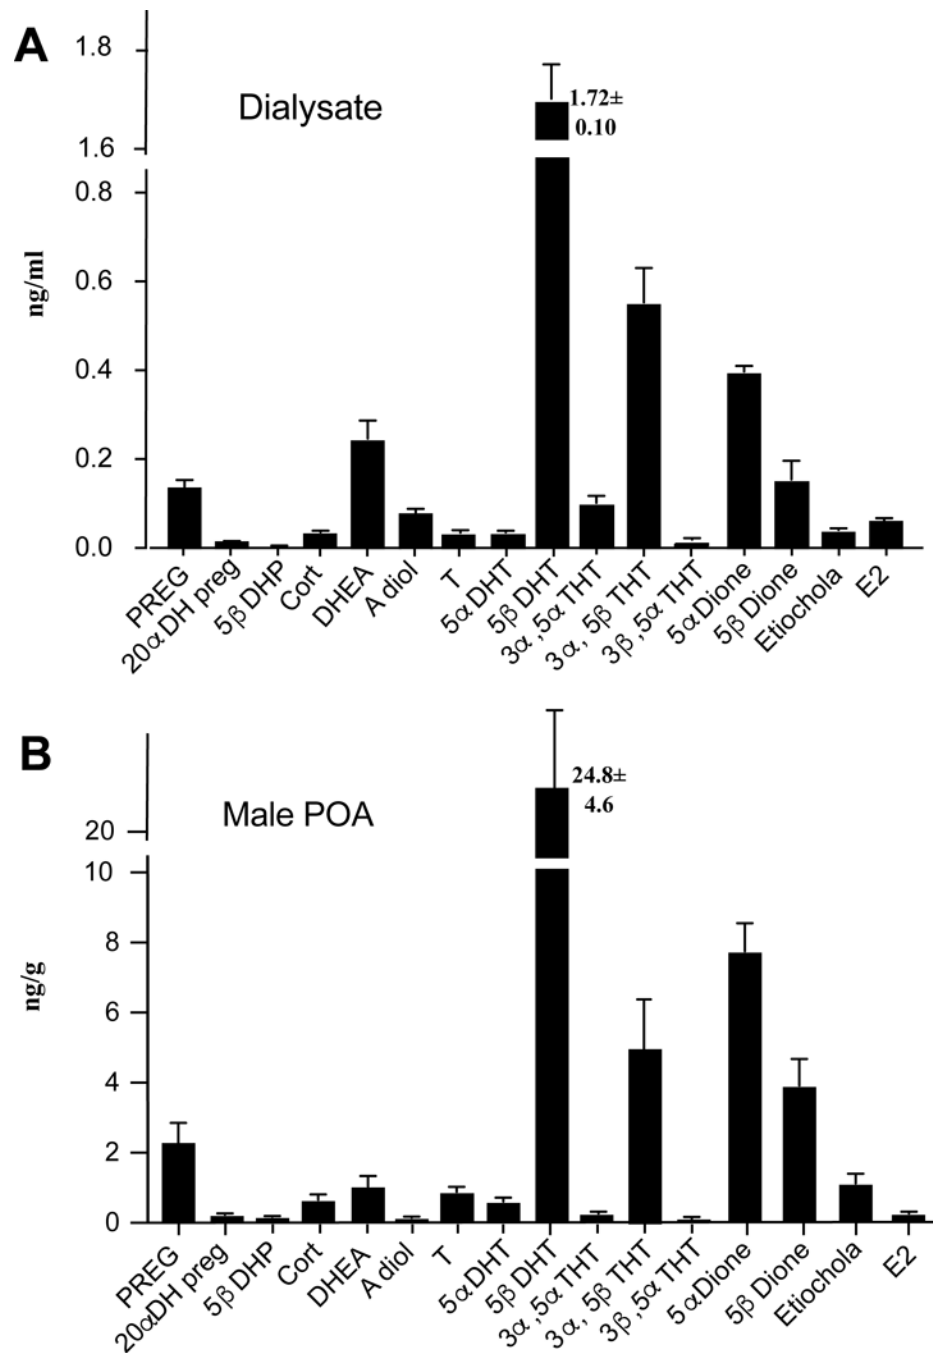 A
Dialysate
1.8
1.6
0.8
0.6
0.4
0.2
0.0
ng/ml
1.72±
0.10
PREG
20α DH preg
5β DHP
Cort
DHEA
A diol
T
5α DHT
5β DHT
3α ,5α THT
3α, 5β THT
3β ,5α THT
5α Dione
5β Dione
Etiochola
E2
B
Male POA
20
10
8
6
4
2
0
ng/g
24.8±
4.6
PREG
20αDH preg
5β DHP
Cort
DHEA
A diol
T
5α DHT
5β DHT
3α ,5α THT
3α, 5β THT
3β ,5α THT
5α Dione
5β Dione
Etiochola
E2